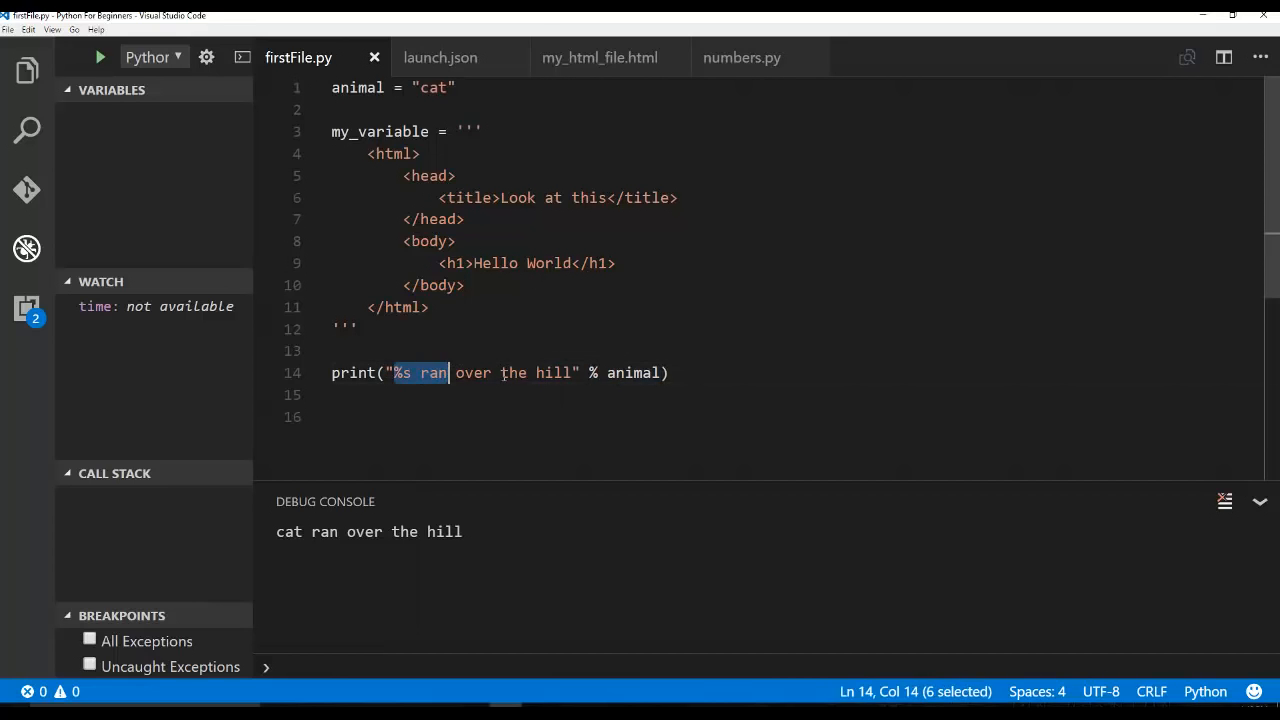 firstFile.py - Python For Beginners - Visual Studio Code
File Edit View Go Help
Python
firstFile.py
launch.json
my_html_file.html
numbers.py
VARIABLES
WATCH
time: not available
CALL STACK
BREAKPOINTS
All Exceptions
Uncaught Exceptions
2
1 animal = "cat"
2
3 my_variable = '''
4 <html>
5 <head>
6 <title>Look at this</title>
7 </head>
8 <body>
9 <h1>Hello World</h1>
10 </body>
11 </html>
12 '''
13
14 print("%s ran over the hill" % animal)
15
16
DEBUG CONSOLE
cat ran over the hill
0 0
Ln 14, Col 14 (6 selected) Spaces: 4 UTF-8 CRLF Python